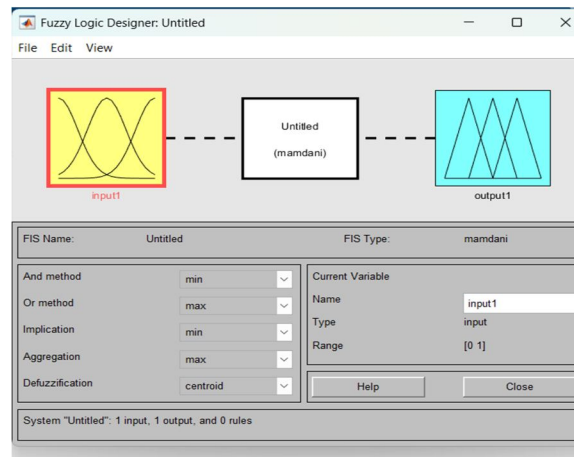 Fuzzy Logic Designer: Untitled
File Edit View
Untitled
(mamdani)
input1
output1
FIS Name: Untitled FIS Type: mamdani
And method min
Or method max
Implication min
Aggregation max
Defuzzification centroid
Current Variable
Name input1
Type input
Range [0 1]
Help Close
System "Untitled": 1 input, 1 output, and 0 rules